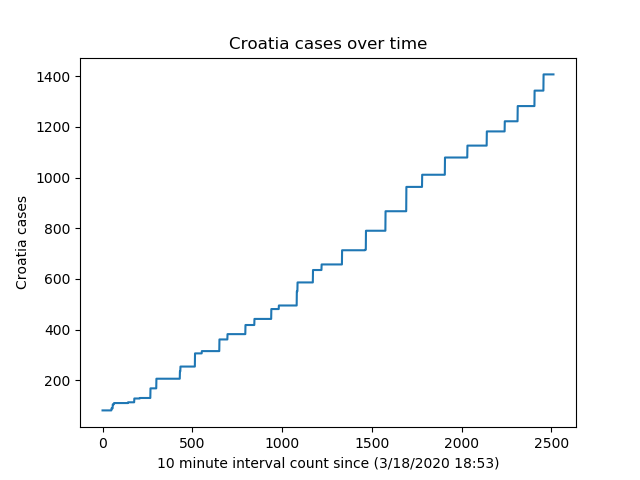 Croatia cases over time
Croatia cases
1400
1200
1000
800
600
400
200
0 500 1000 1500 2000 2500
10 minute interval count since (3/18/2020 18:53)